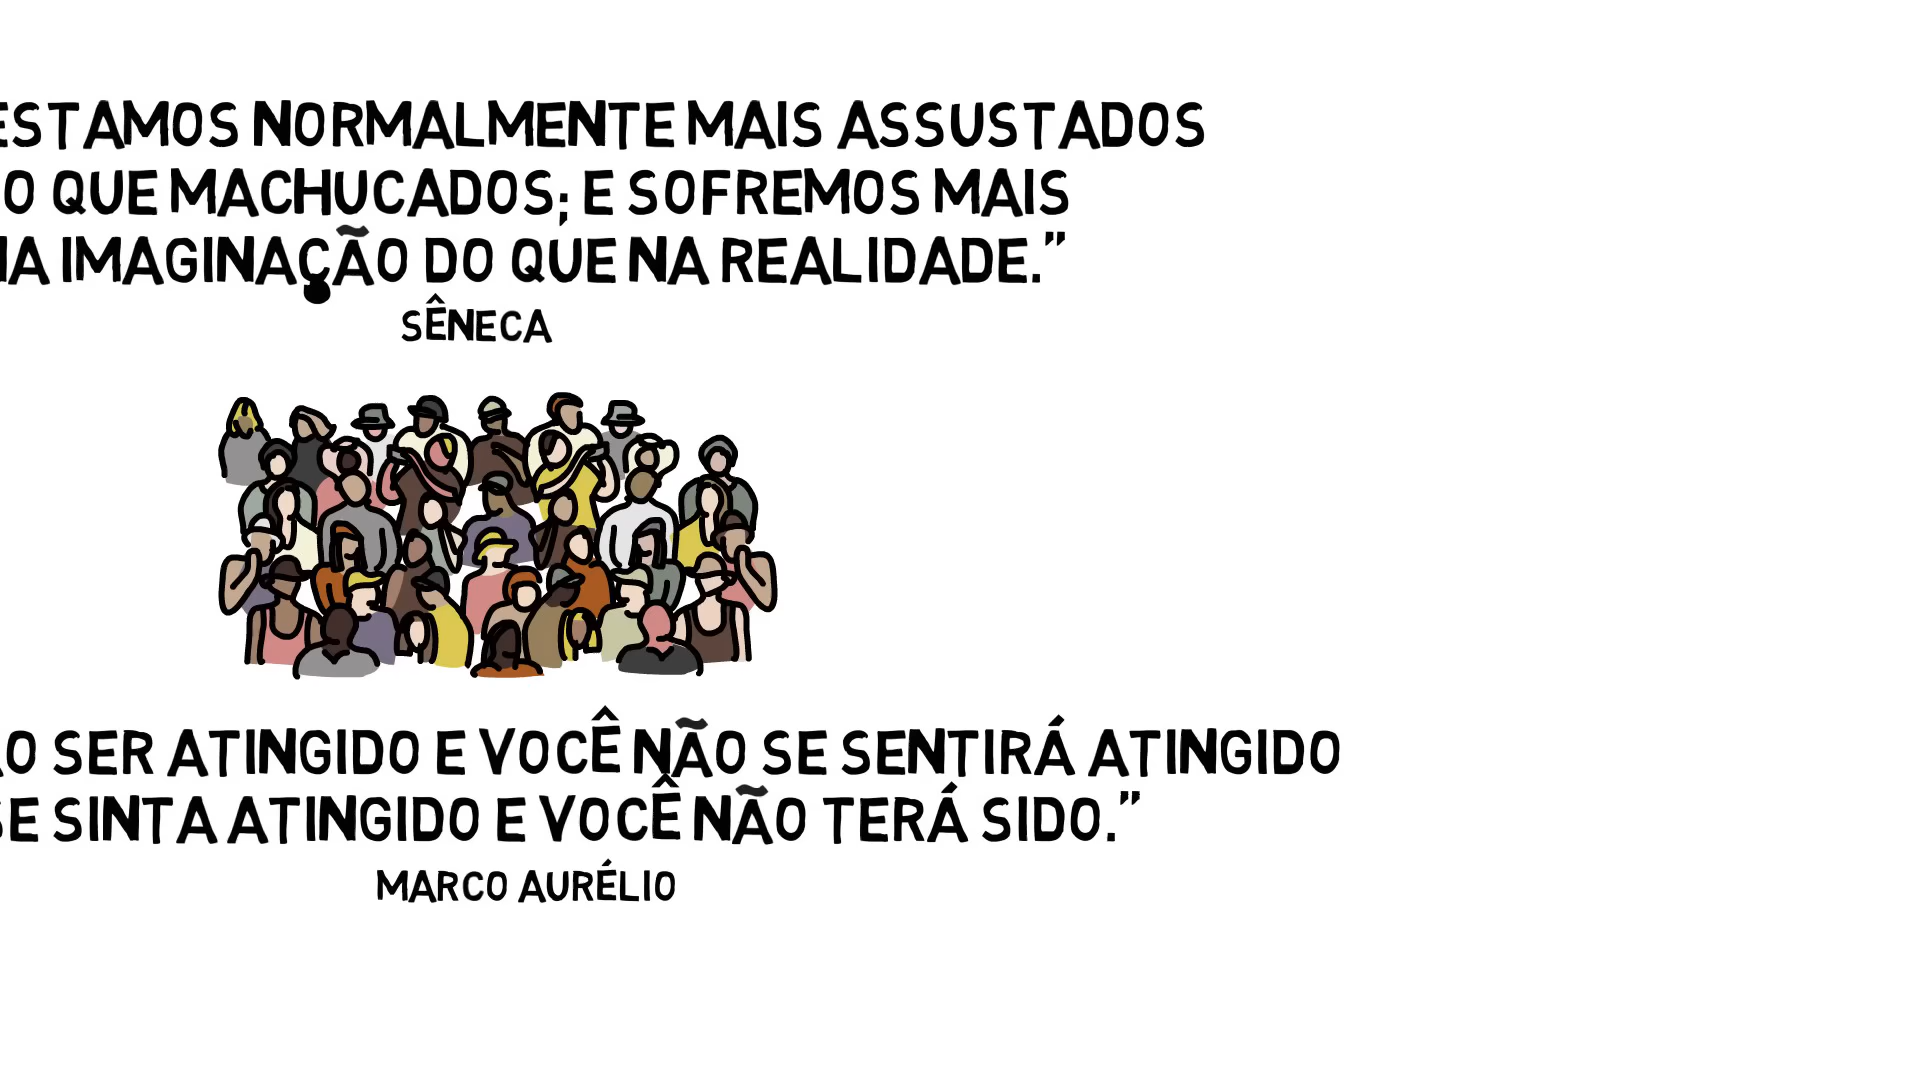 ESTAMOS NORMALMENTE MAIS ASSUSTADOS
O QUE MACHUCADOS; E SOFREMOS MAIS
NA IMAGINAÇÃO DO QUE NA REALIDADE.”
SÊNECA
ÃO SER ATINGIDO E VOCÊ NÃO SE SENTIRÁ ATINGIDO
SE SINTA ATINGIDO E VOCÊ NÃO TERÁ SIDO.”
MARCO AURÉLIO